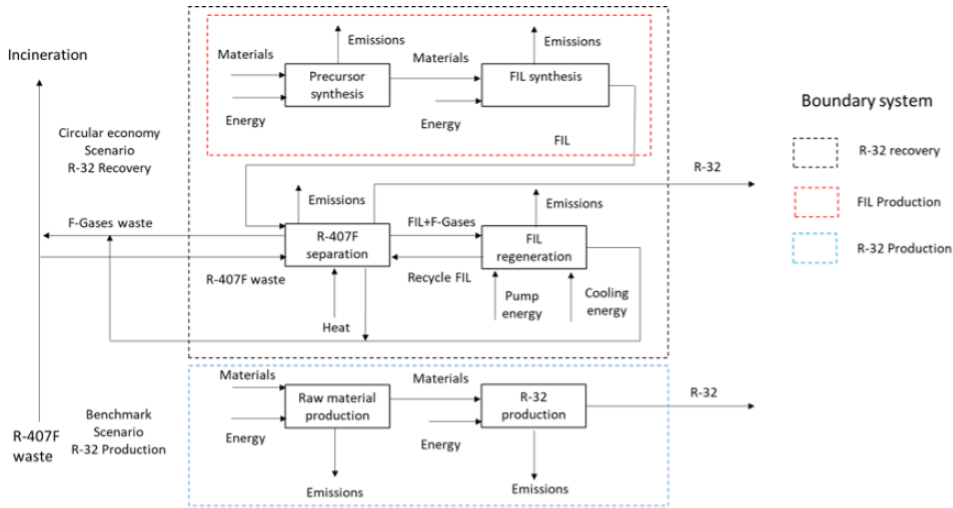 Incineration
Emissions
Emissions
Materials
Materials
Precursor
synthesis
FIL synthesis
Energy
Energy
FIL
Circular economy
Scenario
R-32 Recovery
Boundary system
R-32 recovery
FIL Production
R-32 Production
R-32
Emissions
Emissions
F-Gases waste
R-407F
separation
FIL+F-Gases
FIL
regeneration
R-407F waste
Recycle FIL
Heat
Pump
energy
Cooling
energy
Materials
Materials
Raw material
production
R-32
production
R-32
Energy
Energy
Benchmark
Scenario
R-32 Production
R-407F
waste
Emissions
Emissions